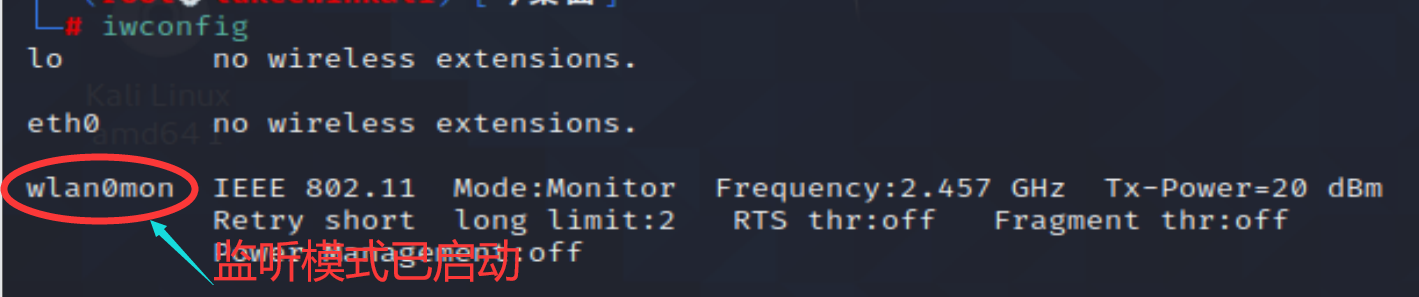 # iwconfig
lo no wireless extensions.
Kali Linux
eth0 no wireless extensions.
amd64 1
wlan0mon IEEE 802.11 Mode:Monitor Frequency:2.457 GHz Tx-Power=20 dBm
Retry short long limit:2 RTS thr:off Fragment thr:off
Power Management:off
监听模式已启动